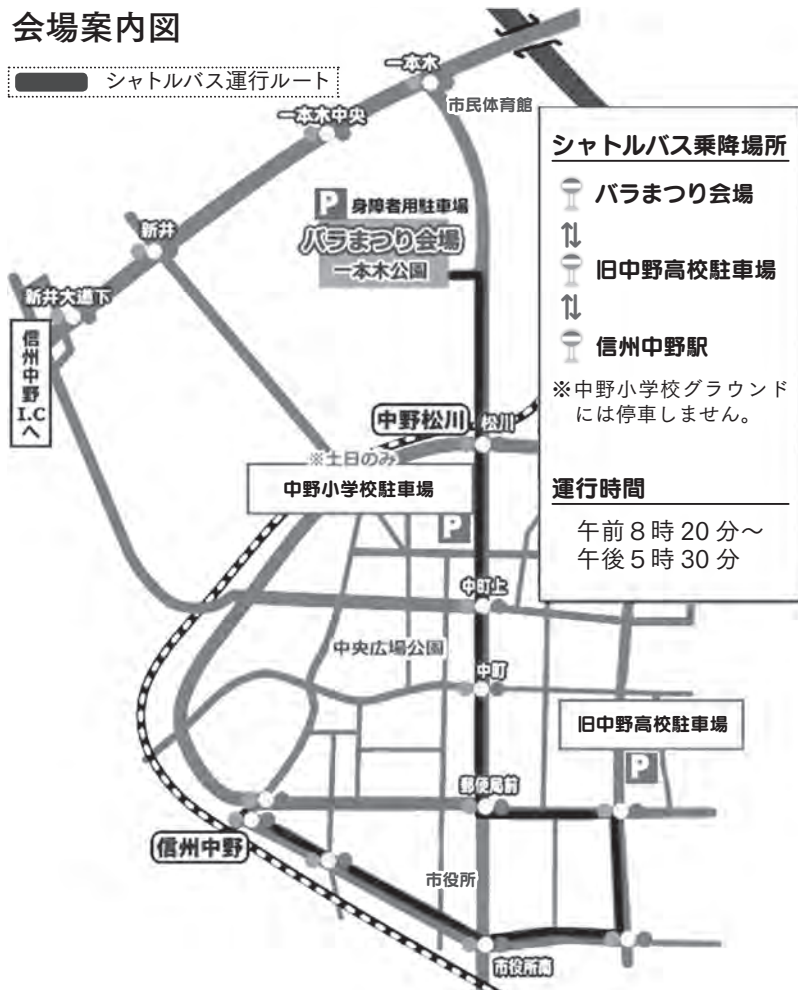 会場案内図
シャトルバス運行ルート
一本木
市民体育館
一本木中央
シャトルバス乗降場所
バラまつり会場
⇅
旧中野高校駐車場
⇅
信州中野駅
※中野小学校グラウンド
には停車しません。
運行時間
午前８時 20 分～
午後５時 30 分
P 身障者用駐車場
バラまつり会場
一本木公園
新井
新井大道下
信州中野I.Cへ
中野松川
松川
※土日のみ
中野小学校駐車場
P
中町上
中央広場公園
中町
旧中野高校駐車場
P
郵便局前
信州中野
市役所
市役所南